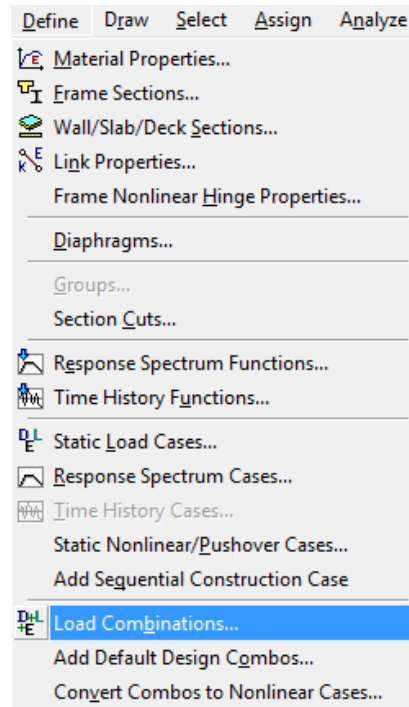 Define Draw Select Assign Analyze
Material Properties...
Frame Sections...
Wall/Slab/Deck Sections...
Link Properties...
Frame Nonlinear Hinge Properties...
Diaphragms...
Groups...
Section Cuts...
Response Spectrum Functions...
Time History Functions...
Static Load Cases...
Response Spectrum Cases...
Time History Cases...
Static Nonlinear/Pushover Cases...
Add Sequential Construction Case
Load Combinations...
Add Default Design Combos...
Convert Combos to Nonlinear Cases...